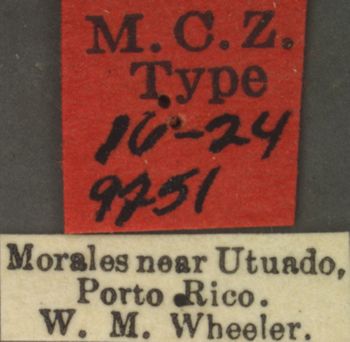 M.C.Z.
Type
16-24
9751
Morales near Utuado,
Porto Rico.
W. M. Wheeler.